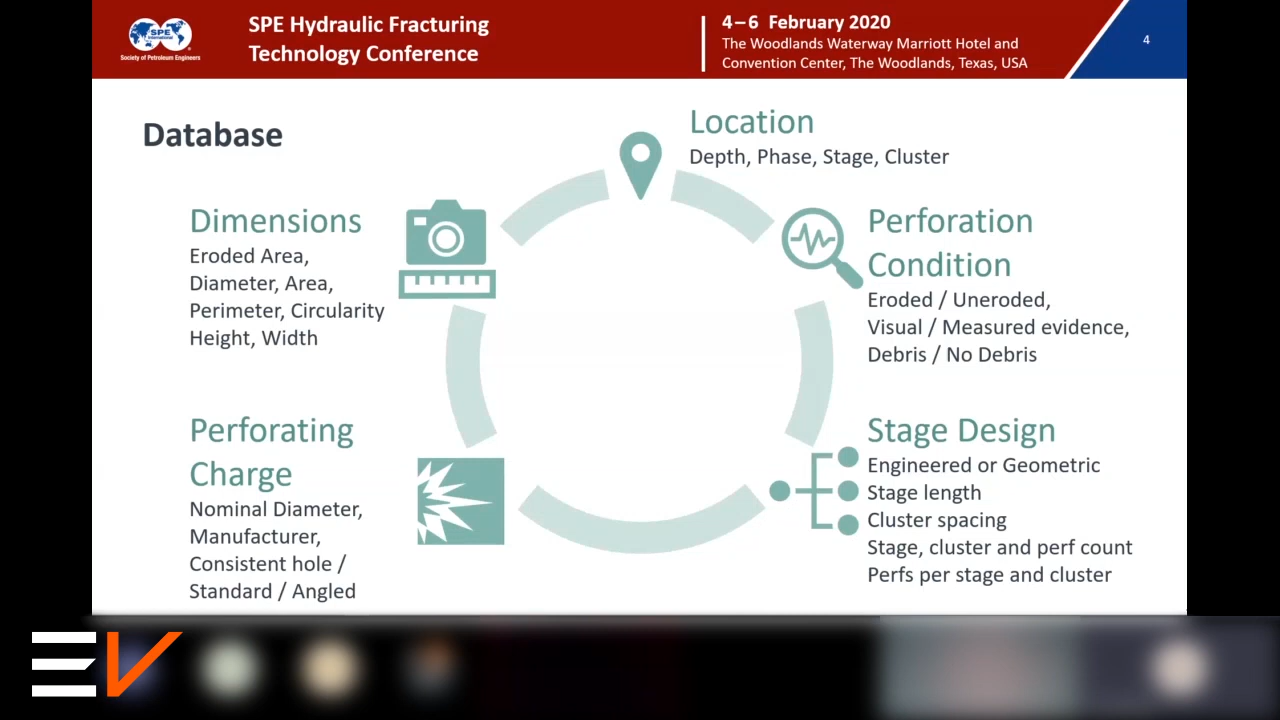 SPE
International
Society of Petroleum Engineers
SPE Hydraulic Fracturing
Technology Conference
4–6 February 2020
The Woodlands Waterway Marriott Hotel and
Convention Center, The Woodlands, Texas, USA
4
Database
Location
Depth, Phase, Stage, Cluster
Dimensions
Eroded Area,
Diameter, Area,
Perimeter, Circularity
Height, Width
Perforation
Condition
Eroded / Uneroded,
Visual / Measured evidence,
Debris / No Debris
Perforating
Charge
Nominal Diameter,
Manufacturer,
Consistent hole /
Standard / Angled
Stage Design
Engineered or Geometric
Stage length
Cluster spacing
Stage, cluster and perf count
Perfs per stage and cluster
EV